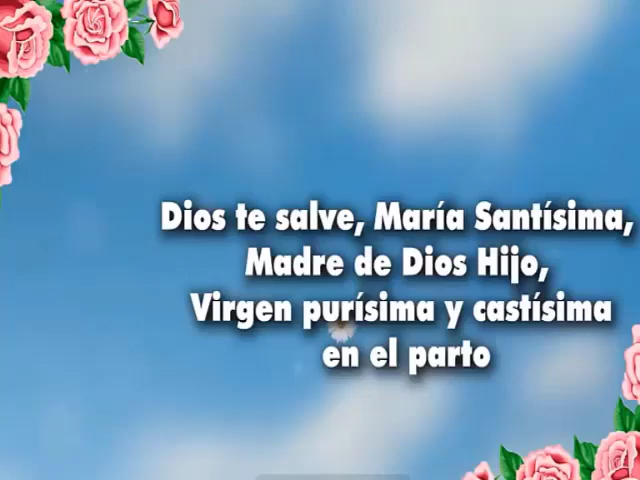 Dios te salve, María Santísima,
Madre de Dios Hijo,
Virgen purísima y castísima
en el parto